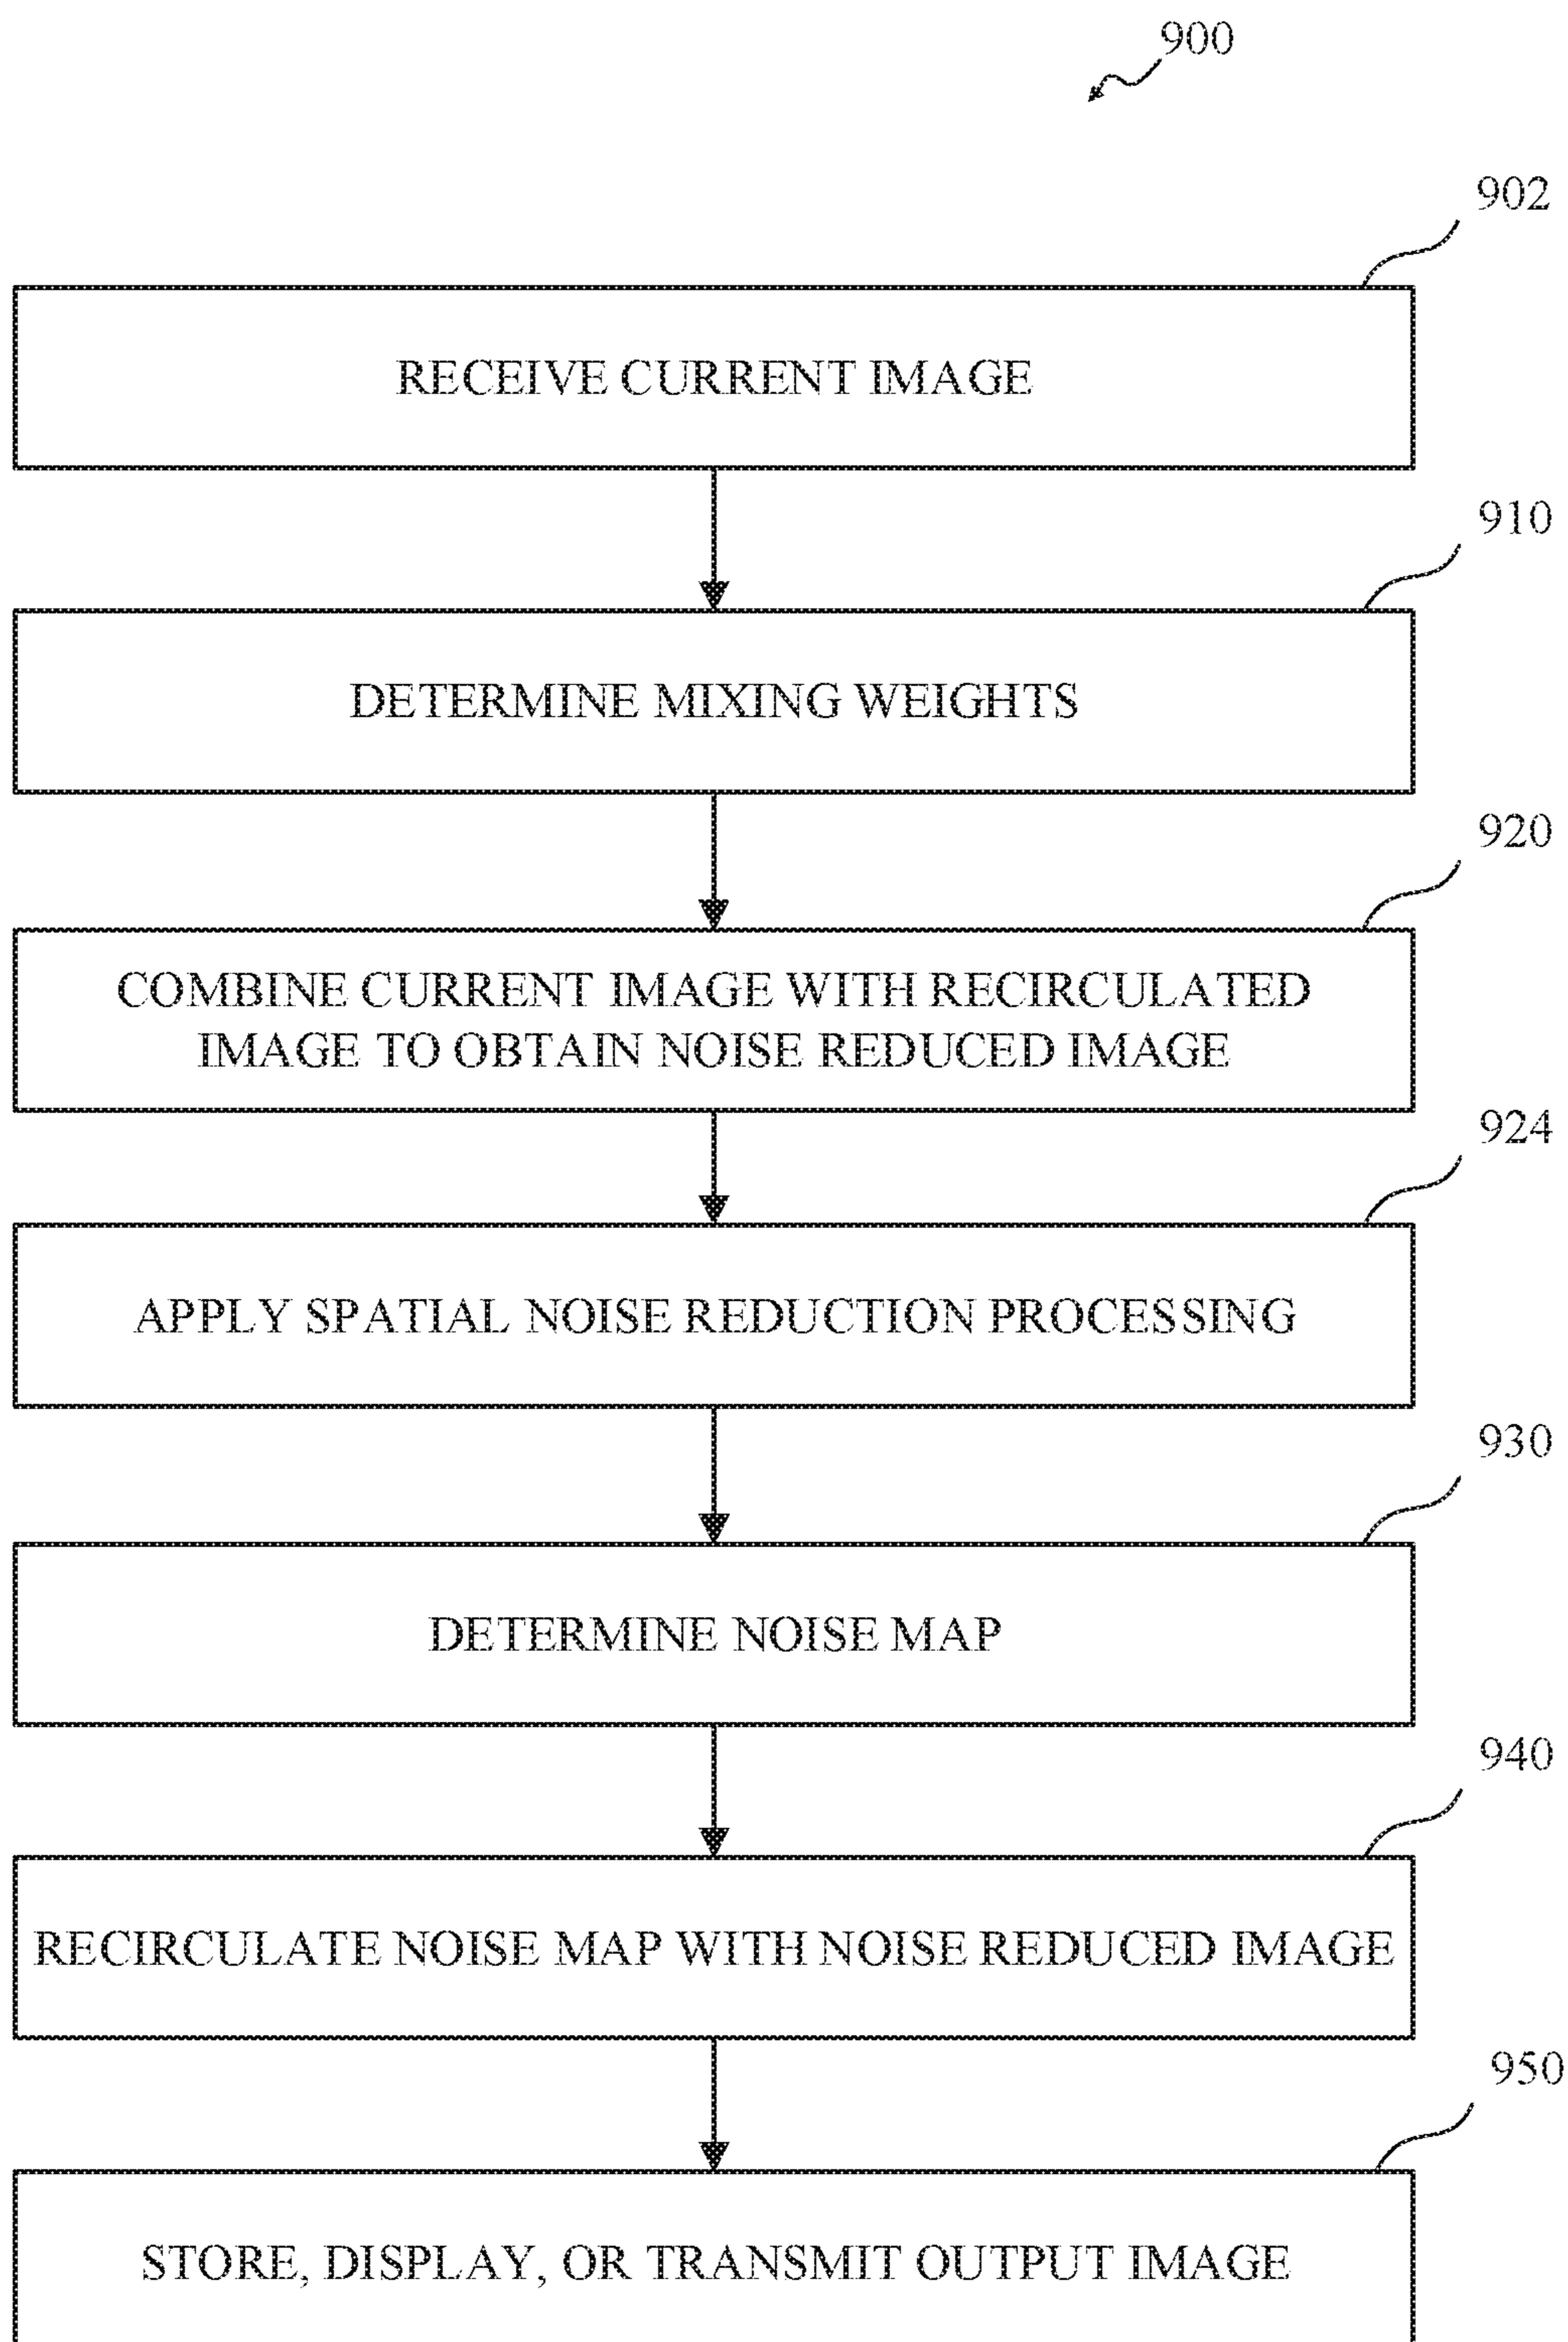 900
902
RECEIVE CURRENT IMAGE
910
DETERMINE MIXING WEIGHTS
920
COMBINE CURRENT IMAGE WITH RECIRCULATED
IMAGE TO OBTAIN NOISE REDUCED IMAGE
924
APPLY SPATIAL NOISE REDUCTION PROCESSING
930
DETERMINE NOISE MAP
940
RECIRCULATE NOISE MAP WITH NOISE REDUCED IMAGE
950
STORE, DISPLAY, OR TRANSMIT OUTPUT IMAGE